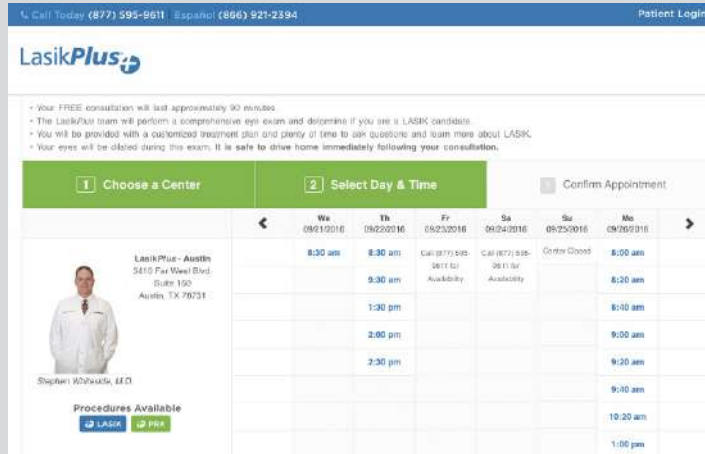 Call Today (877) 595-9611 Español (866) 921-2394
Patient Login
LasikPlus
• Your FREE consultation will last approximately 90 minutes
• The LasikPlus team will perform a comprehensive eye exam and determine if you are a LASIK candidate.
• You will be provided with a customized treatment plan and plenty of time to ask questions and learn more about LASIK.
• Your eyes will be dilated during this exam. It is safe to drive home immediately following your consultation.
1 Choose a Center
2 Select Day & Time
3 Confirm Appointment
We Th Fr Sa Su Mo
09/21/2016 09/22/2016 09/23/2016 09/24/2016 09/25/2016 09/26/2016
LasikPlus - Austin
Far West Blvd
Suite 150
Austin, TX 78731
Stephen Whiteside, M.D.
Procedures Available
LASIK PRK
8:30 am 8:30 am Call (877) 595-9611 for Availability Call (877) 595-9611 for Availability Center Closed 8:00 am
9:30 am 8:20 am
1:30 pm 8:40 am
2:00 pm 9:00 am
2:30 pm 9:20 am
9:40 am
10:20 am
1:00 pm